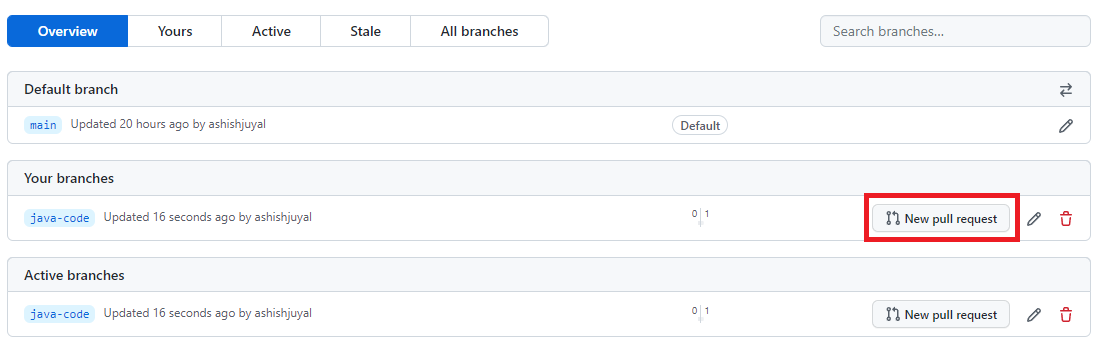 Overview Yours Active Stale All branches Search branches...
Default branch
main Updated 20 hours ago by ashishjuyal Default
Your branches
java-code Updated 16 seconds ago by ashishjuyal 0 1 New pull request
Active branches
java-code Updated 16 seconds ago by ashishjuyal 0 1 New pull request